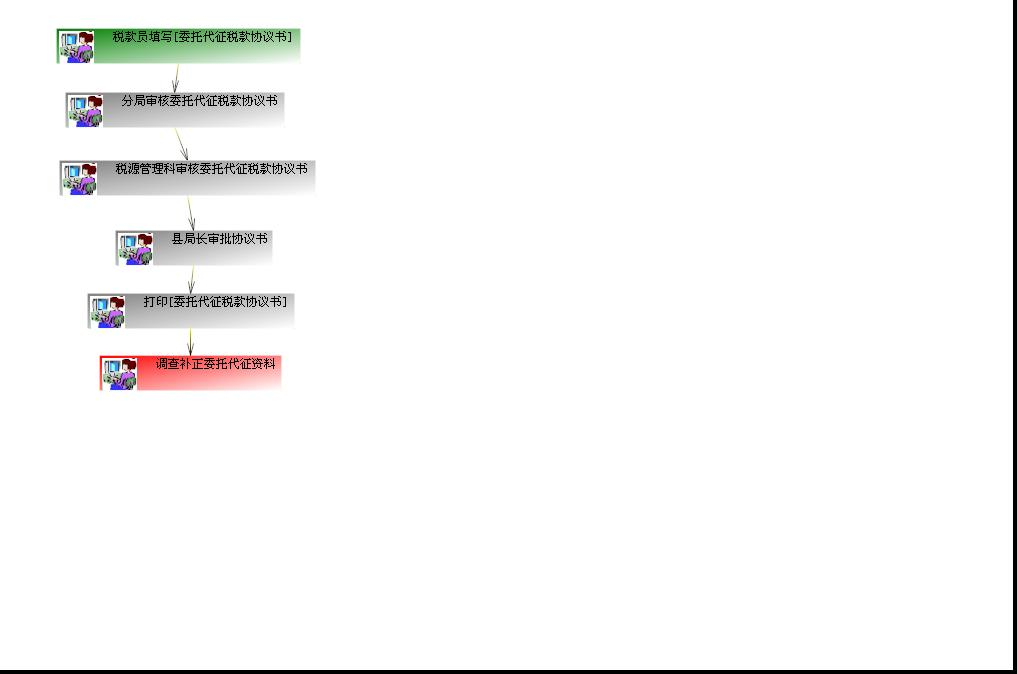 税款员填写[委托代征税款协议书]
分局审核委托代征税款协议书
税源管理科审核委托代征税款协议书
县局长审批协议书
打印[委托代征税款协议书]
调查补正委托代征资料